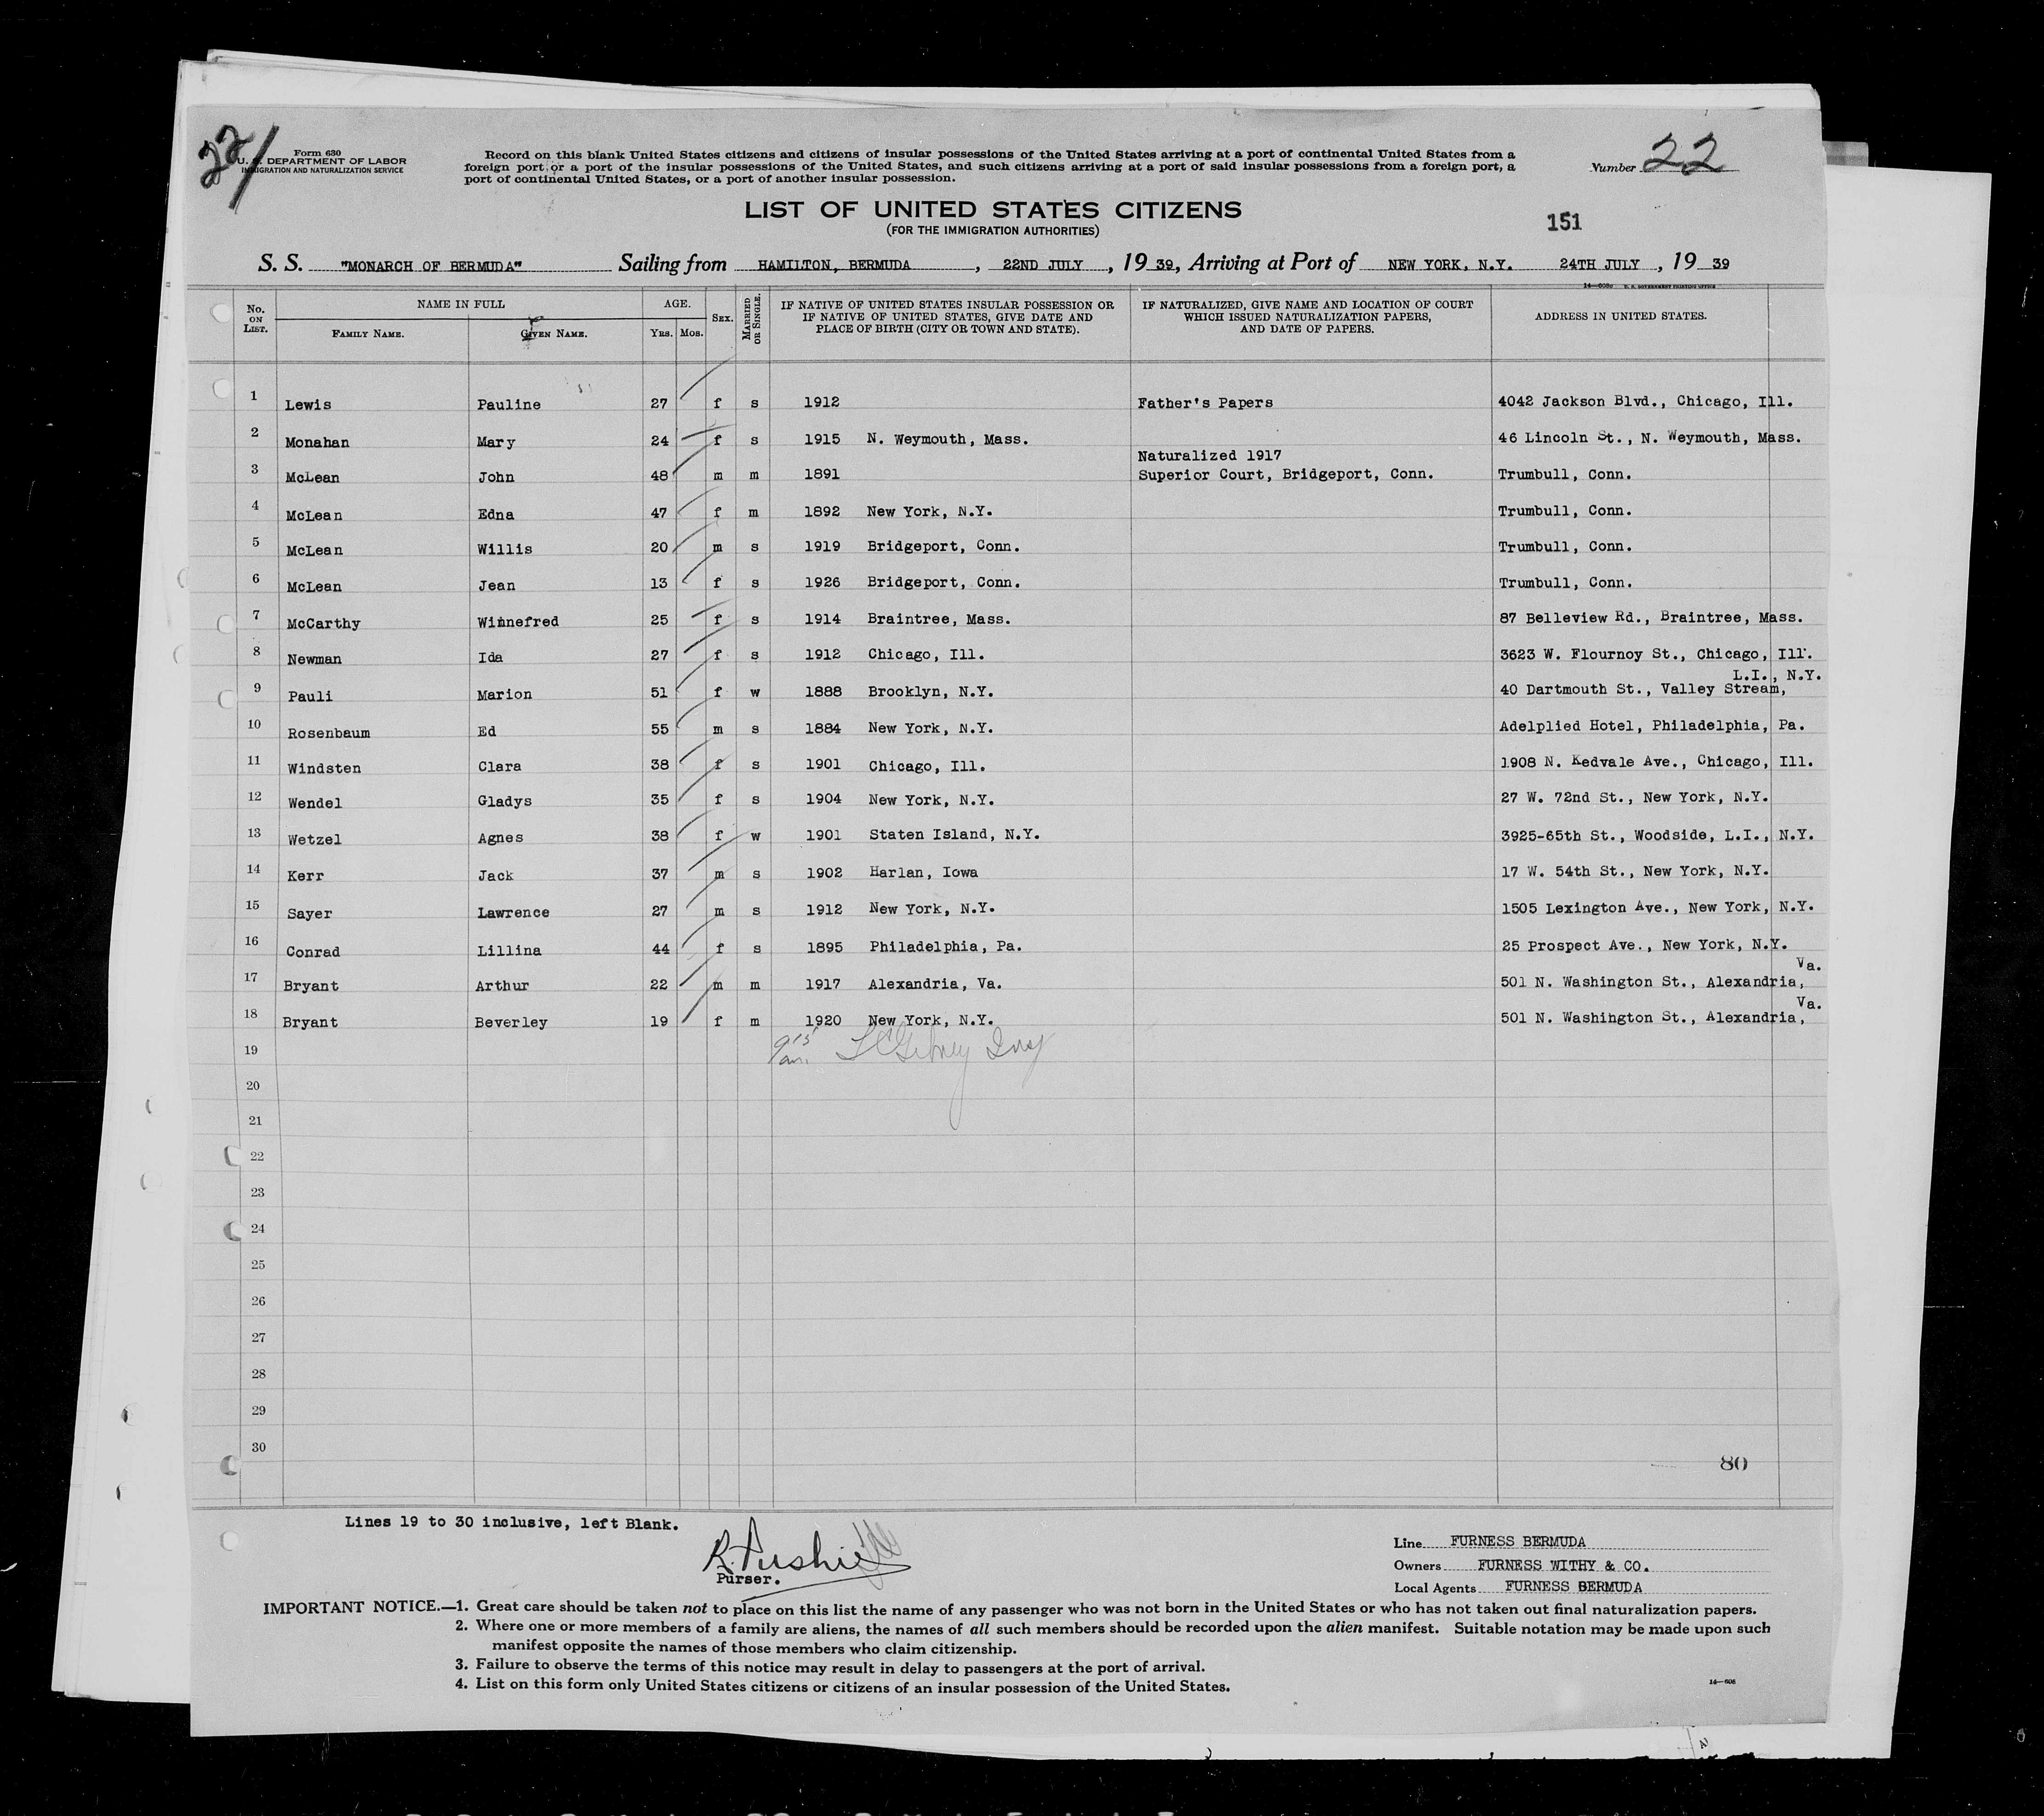 22
Form 630
U. S. DEPARTMENT OF LABOR
IMMIGRATION AND NATURALIZATION SERVICE
Record on this blank United States citizens and citizens of insular possessions of the United States arriving at a port of continental United States from a
foreign port, or a port of the insular possessions of the United States, and such citizens arriving at a port of said insular possessions from a foreign port, a
port of continental United States, or a port of another insular possession.
Number 22
LIST OF UNITED STATES CITIZENS
(FOR THE IMMIGRATION AUTHORITIES)
151
S. S. "MONARCH OF BERMUDA" Sailing from HAMILTON, BERMUDA, 22ND JULY, 19 39, Arriving at Port of NEW YORK, N.Y. 24TH JULY, 19 39
14—608a U. S. GOVERNMENT PRINTING OFFICE
No. ON LIST. NAME IN FULL FAMILY NAME. GIVEN NAME. AGE. YRS. MOS. SEX. MARRIED OR SINGLE. IF NATIVE OF UNITED STATES INSULAR POSSESSION OR IF NATIVE OF UNITED STATES, GIVE DATE AND PLACE OF BIRTH (CITY OR TOWN AND STATE). IF NATURALIZED, GIVE NAME AND LOCATION OF COURT WHICH ISSUED NATURALIZATION PAPERS, AND DATE OF PAPERS. ADDRESS IN UNITED STATES.
1 Lewis Pauline 27 f s 1912 Father's Papers 4042 Jackson Blvd., Chicago, Ill.
2 Monahan Mary 24 f s 1915 N. Weymouth, Mass. 46 Lincoln St., N. Weymouth, Mass.
Naturalized 1917
3 McLean John 48 m m 1891 Superior Court, Bridgeport, Conn. Trumbull, Conn.
4 McLean Edna 47 f m 1892 New York, N.Y. Trumbull, Conn.
5 McLean Willis 20 m s 1919 Bridgeport, Conn. Trumbull, Conn.
6 McLean Jean 13 f s 1926 Bridgeport, Conn. Trumbull, Conn.
7 McCarthy Winnefred 25 f s 1914 Braintree, Mass. 87 Belleview Rd., Braintree, Mass.
8 Newman Ida 27 f s 1912 Chicago, Ill. 3623 W. Flournoy St., Chicago, Ill.
L.I., N.Y.
9 Pauli Marion 51 f w 1888 Brooklyn, N.Y. 40 Dartmouth St., Valley Stream,
10 Rosenbaum Ed 55 m s 1884 New York, N.Y. Adelplied Hotel, Philadelphia, Pa.
11 Windsten Clara 38 f s 1901 Chicago, Ill. 1908 N. Kedvale Ave., Chicago, Ill.
12 Wendel Gladys 35 f s 1904 New York, N.Y. 27 W. 72nd St., New York, N.Y.
13 Wetzel Agnes 38 f w 1901 Staten Island, N.Y. 3925-65th St., Woodside, L.I., N.Y.
14 Kerr Jack 37 m s 1902 Harlan, Iowa 17 W. 54th St., New York, N.Y.
15 Sayer Lawrence 27 m s 1912 New York, N.Y. 1505 Lexington Ave., New York, N.Y.
16 Conrad Lillina 44 f s 1895 Philadelphia, Pa. 25 Prospect Ave., New York, N.Y.
Va.
17 Bryant Arthur 22 m m 1917 Alexandria, Va. 501 N. Washington St., Alexandria,
Va.
18 Bryant Beverley 19 f m 1920 New York, N.Y. 501 N. Washington St., Alexandria,
19 9 15 am.
20
21
22
23
24
25
26
27
28
29
30
80
Lines 19 to 30 inclusive, left Blank.
R. Pushie
Purser.
Line FURNESS BERMUDA
Owners FURNESS WITHY & CO.
Local Agents FURNESS BERMUDA
IMPORTANT NOTICE.—1. Great care should be taken not to place on this list the name of any passenger who was not born in the United States or who has not taken out final naturalization papers.
2. Where one or more members of a family are aliens, the names of all such members should be recorded upon the alien manifest. Suitable notation may be made upon such
manifest opposite the names of those members who claim citizenship.
3. Failure to observe the terms of this notice may result in delay to passengers at the port of arrival.
4. List on this form only United States citizens or citizens of an insular possession of the United States.
14—608